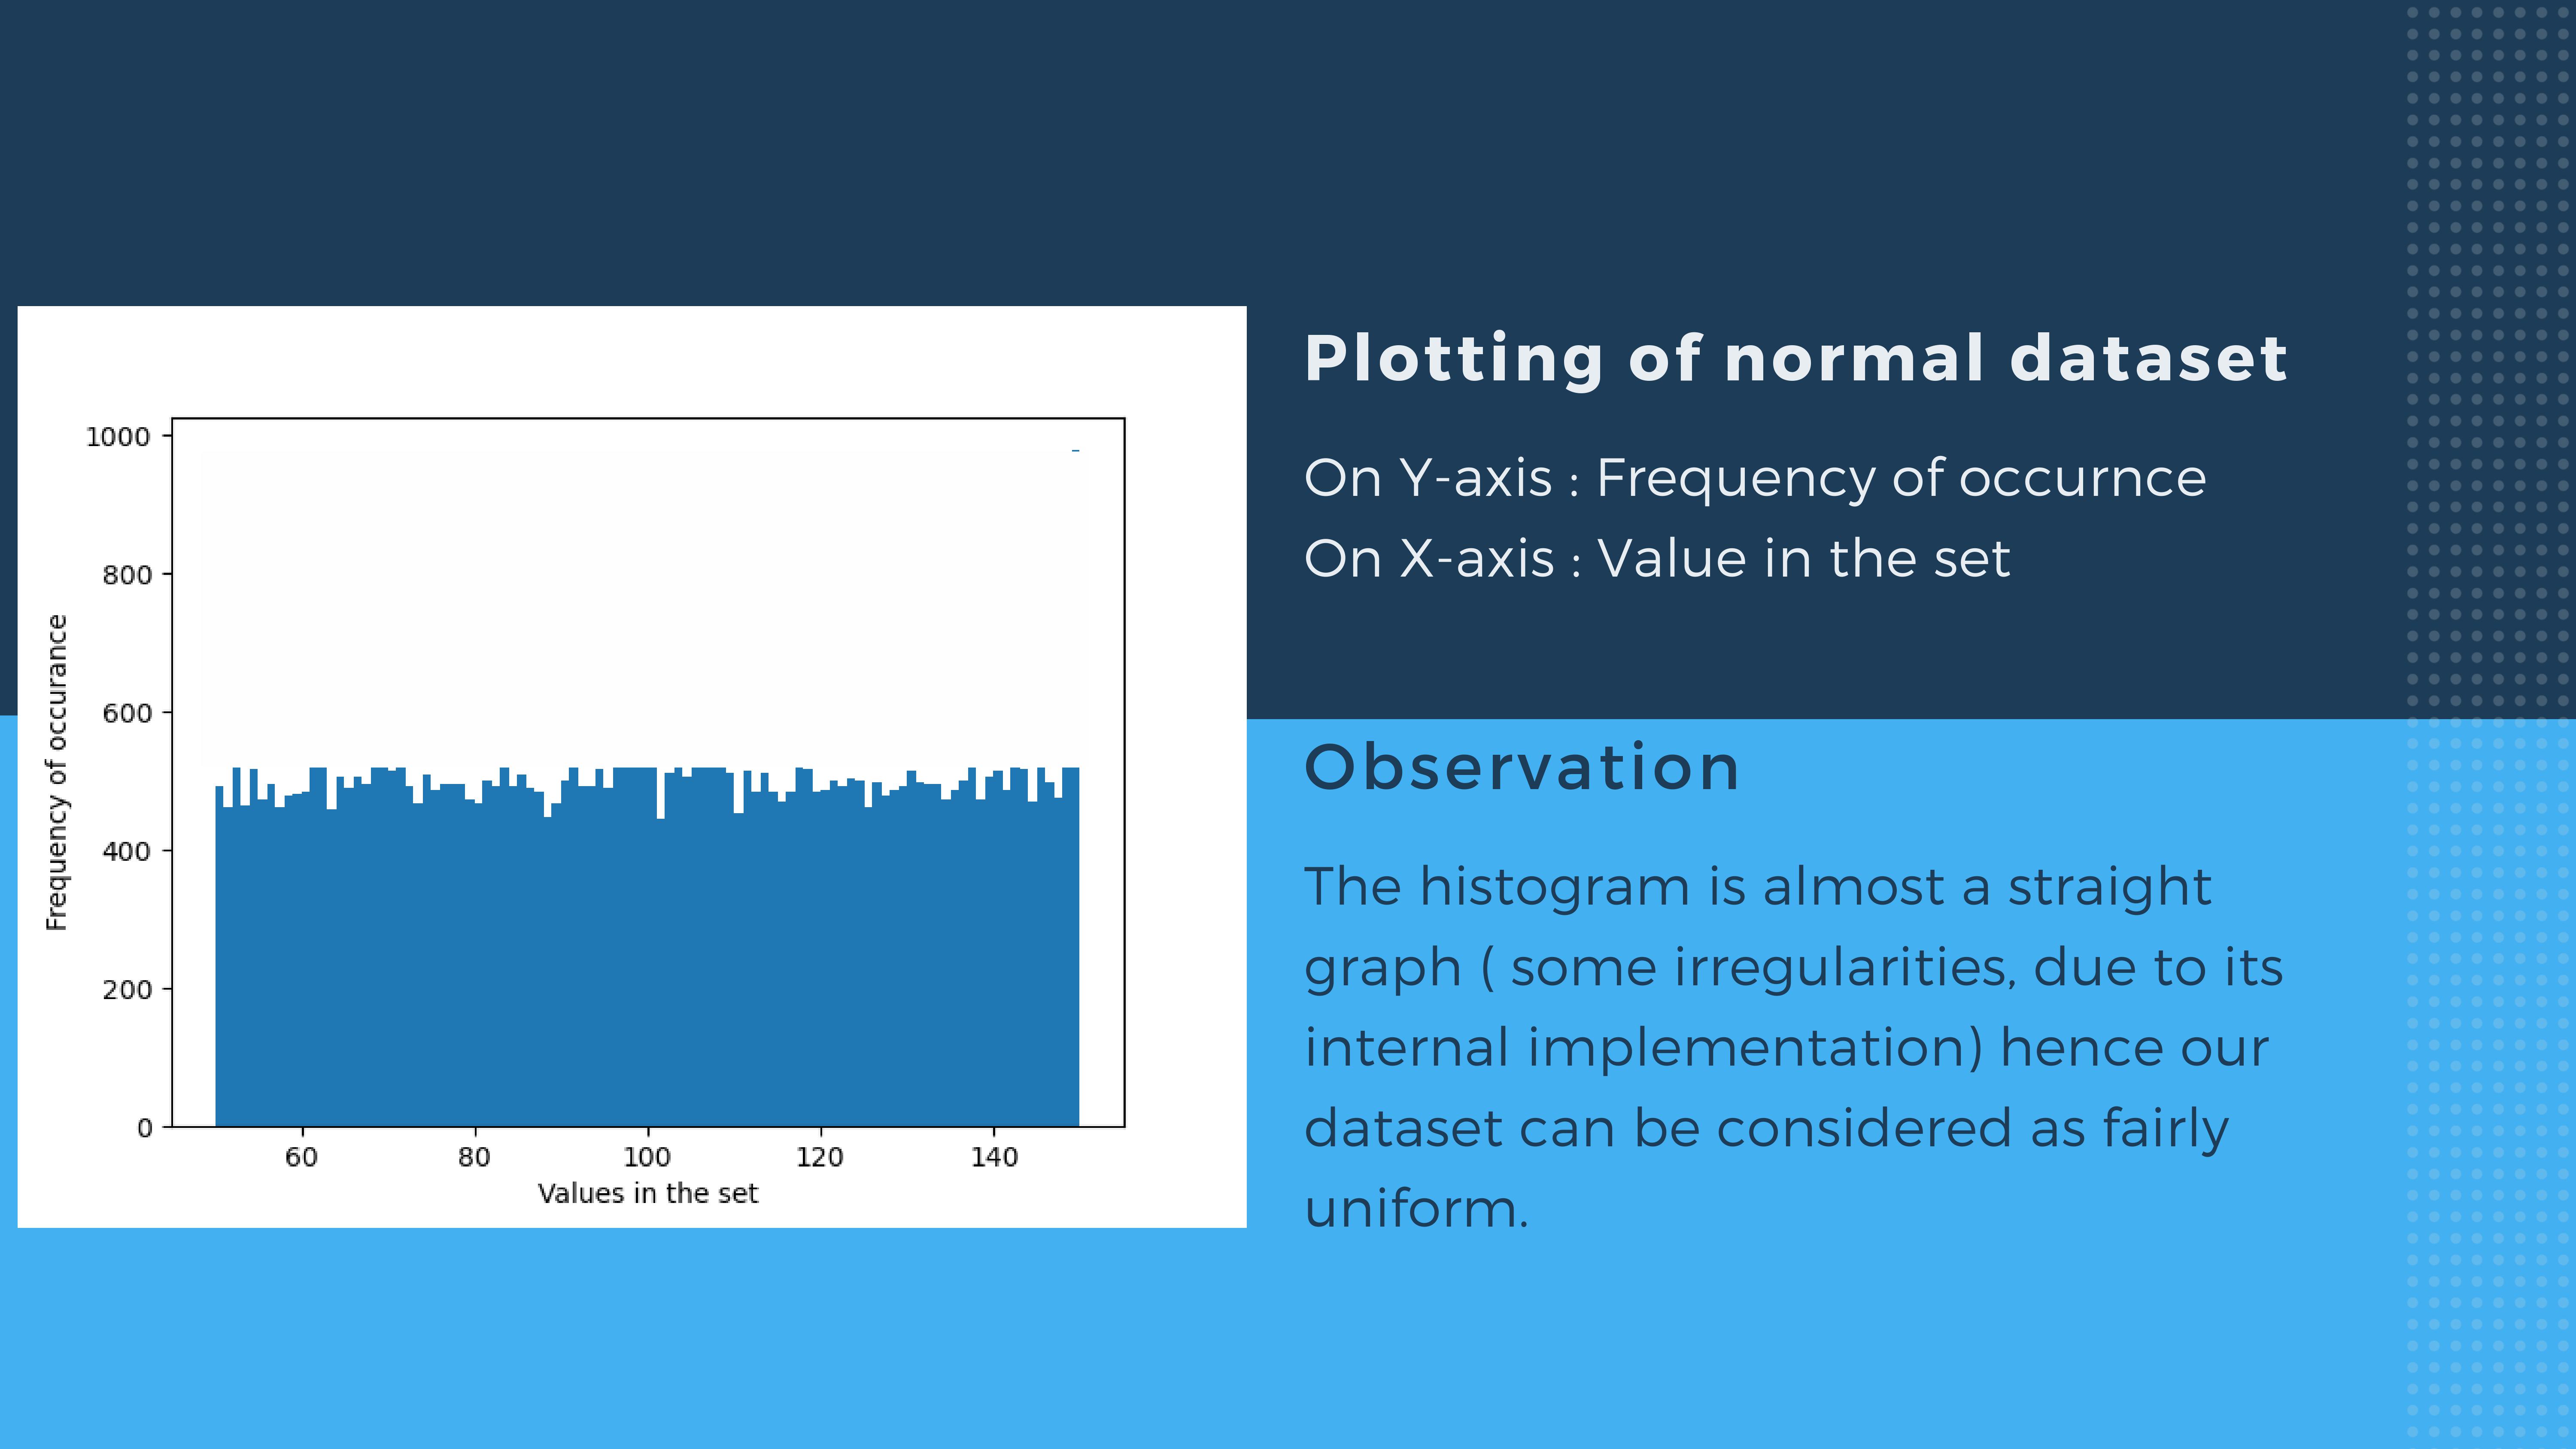 Plotting of normal dataset
On Y-axis : Frequency of occurnce
On X-axis : Value in the set
1000
800
600
400
200
0
Frequency of occurance
60 80 100 120 140
Values in the set
Observation
The histogram is almost a straight
graph ( some irregularities, due to its
internal implementation) hence our
dataset can be considered as fairly
uniform.